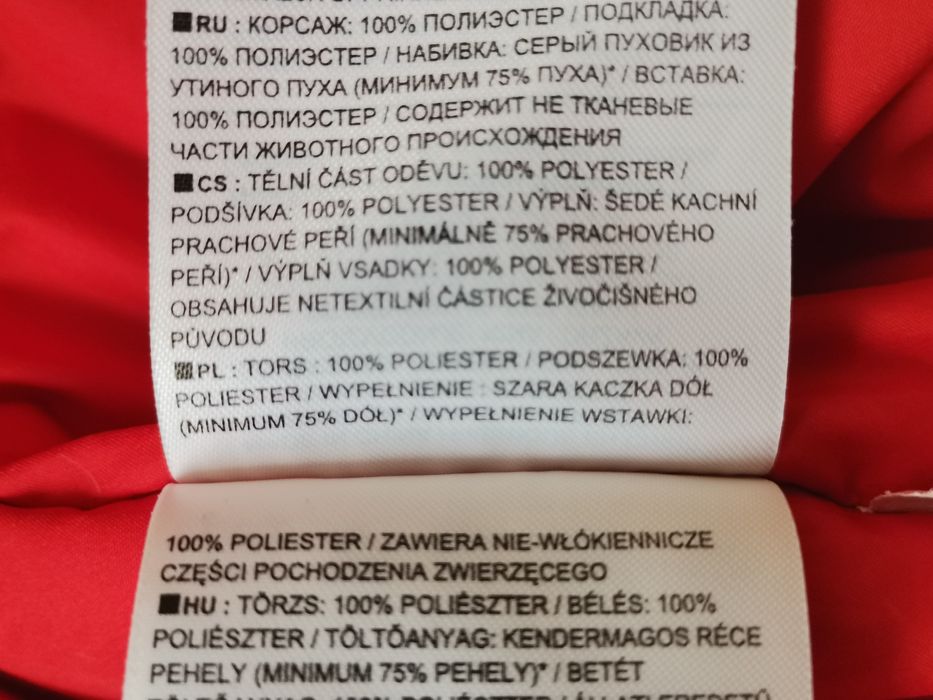 RU : КОРСАЖ: 100% ПОЛИЭСТЕР / ПОДКЛАДКА:
100% ПОЛИЭСТЕР / НАБИВКА: СЕРЫЙ ПУХОВИК ИЗ
УТИНОГО ПУХА (МИНИМУМ 75% ПУХА)* / ВСТАВКА:
100% ПОЛИЭСТЕР / СОДЕРЖИТ НЕ ТКАНЕВЫЕ
ЧАСТИ ЖИВОТНОГО ПРОИСХОЖДЕНИЯ
CS : TĚLNÍ ČÁST ODĚVU: 100% POLYESTER /
PODŠÍVKA: 100% POLYESTER / VÝPLŇ: ŠEDÉ KACHNÍ
PRACHOVÉ PEŘÍ (MINIMÁLNĚ 75% PRACHOVÉHO
PEŘÍ)* / VÝPLŇ VSADKY: 100% POLYESTER /
OBSAHUJE NETEXTILNÍ ČÁSTICE ŽIVOČIŠNÉHO
PŮVODU
PL : TORS : 100% POLIESTER / PODSZEWKA: 100%
POLIESTER / WYPEŁNIENIE : SZARA KACZKA DÓŁ
(MINIMUM 75% DÓŁ)* / WYPEŁNIENIE WSTAWKI:
100% POLIESTER / ZAWIERA NIE-WŁÓKIENNICZE
CZĘŚCI POCHODZENIA ZWIERZĘCEGO
HU : TÖRZS: 100% POLIÉSZTER / BÉLÉS: 100%
POLIÉSZTER / TÖLTŐANYAG: KENDERMAGOS RÉCE
PEHELY (MINIMUM 75% PEHELY)* / BETÉT